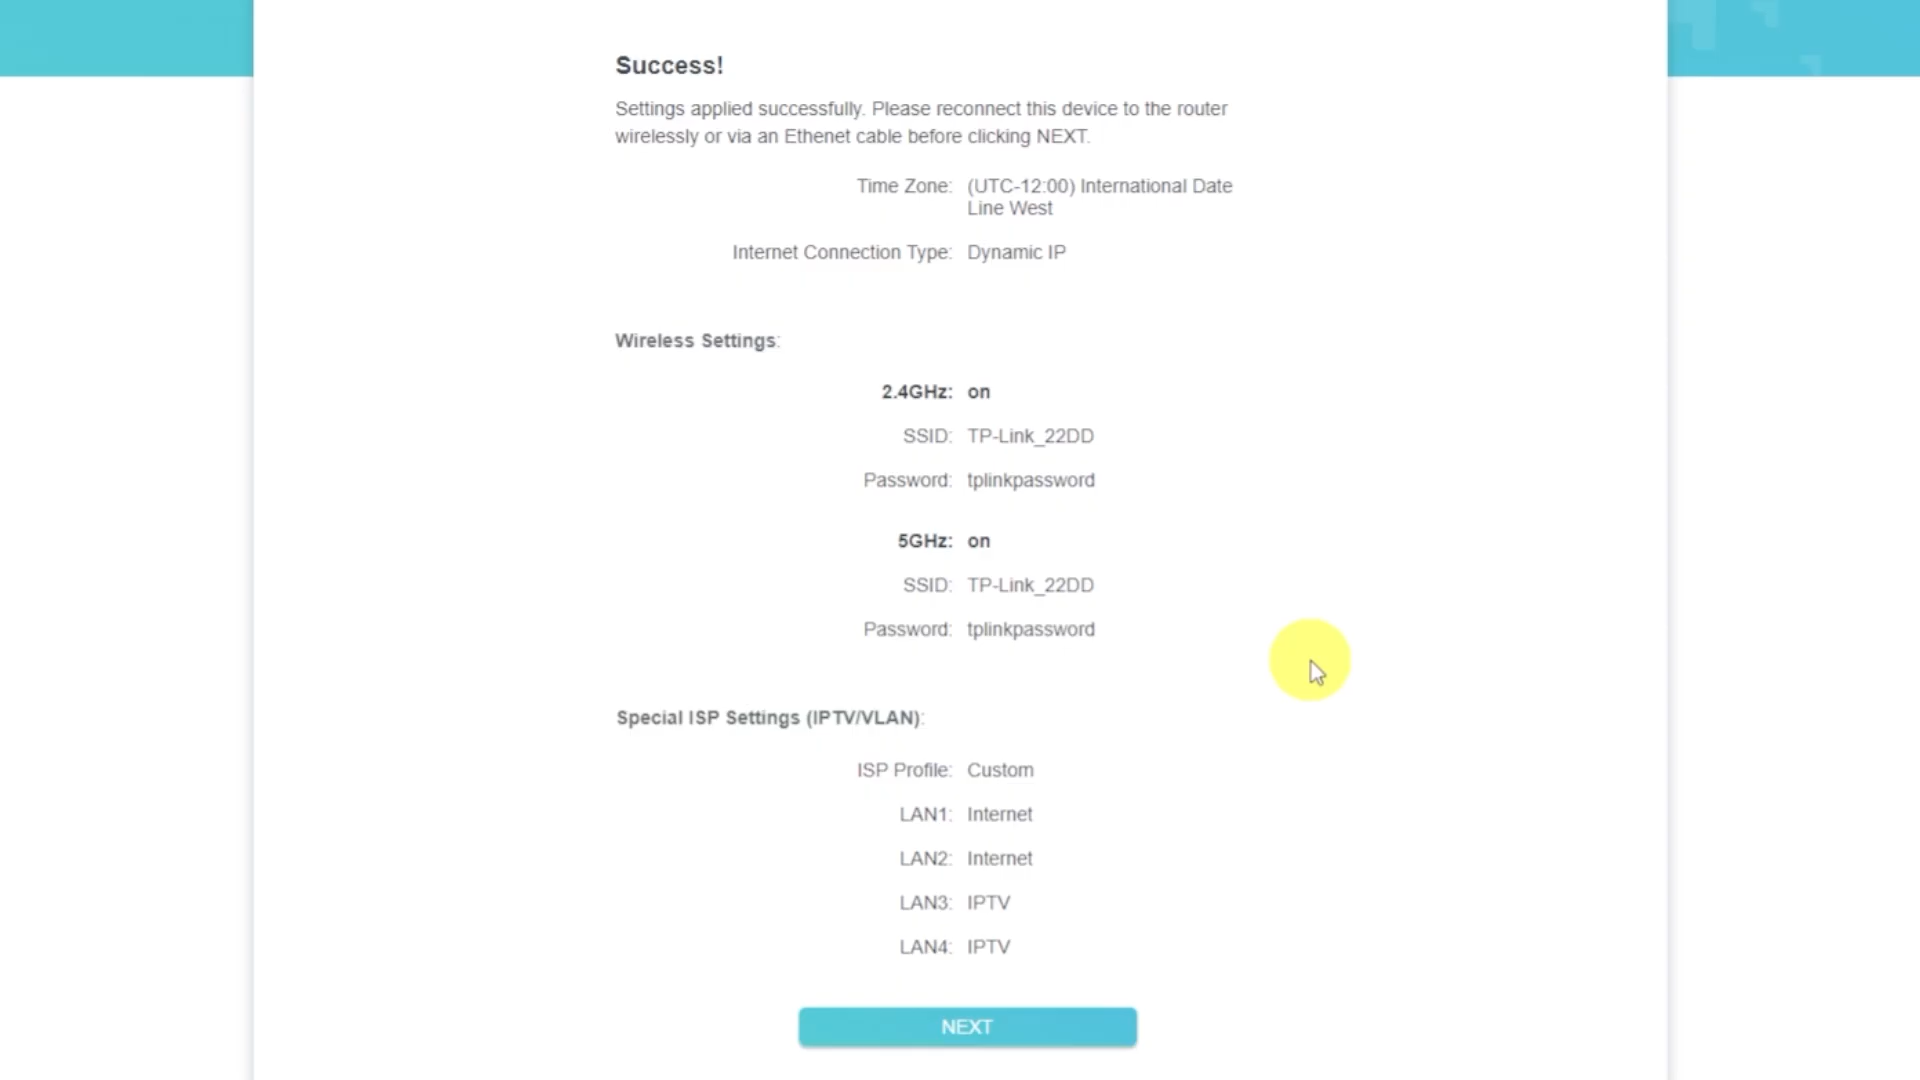 Success!
Settings applied successfully. Please reconnect this device to the router
wirelessly or via an Ethenet cable before clicking NEXT.
Time Zone: (UTC-12:00) International Date
Line West
Internet Connection Type: Dynamic IP
Wireless Settings:
2.4GHz: on
SSID: TP-Link_22DD
Password: tplinkpassword
5GHz: on
SSID: TP-Link_22DD
Password: tplinkpassword
Special ISP Settings (IPTV/VLAN):
ISP Profile: Custom
LAN1: Internet
LAN2: Internet
LAN3: IPTV
LAN4: IPTV
NEXT